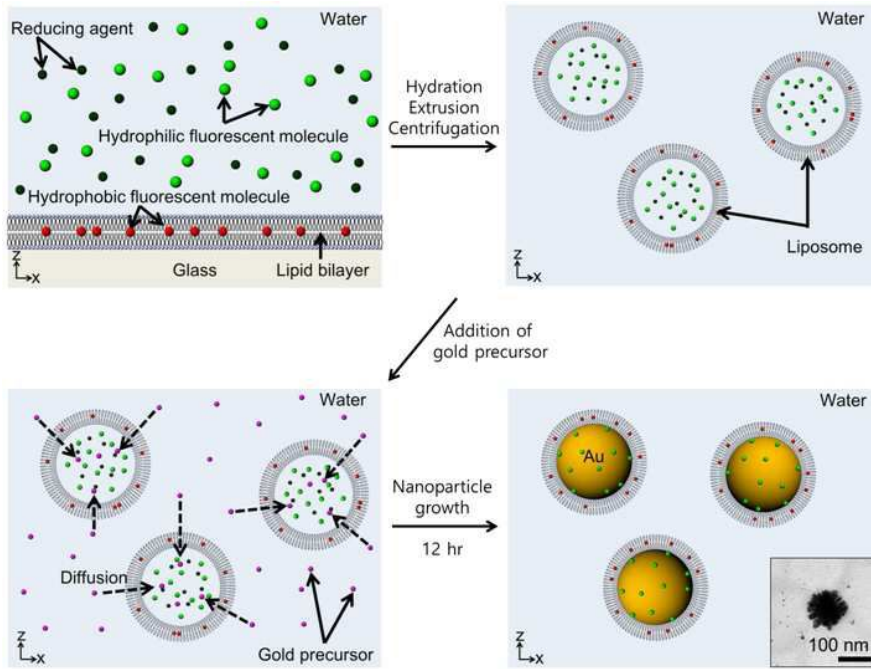 Water
Reducing agent
Hydrophilic fluorescent molecule
Hydrophobic fluorescent molecule
z
x
Glass
Lipid bilayer
Hydration
Extrusion
Centrifugation
Water
Liposome
z
x
Addition of
gold precursor
Water
Diffusion
z
x
Gold precursor
Nanoparticle
growth
12 hr
Water
Au
z
x
100 nm